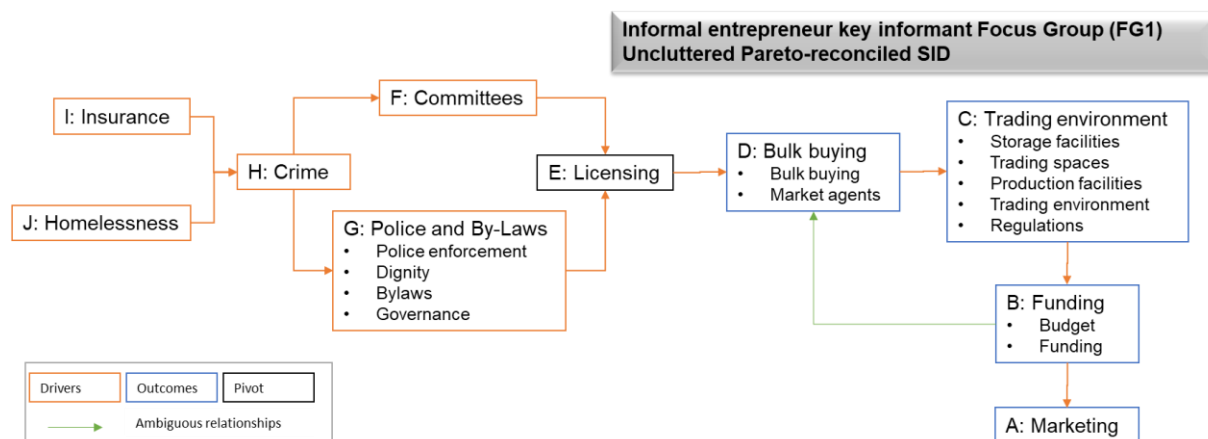 Informal entrepreneur key informant Focus Group (FG1)
Uncluttered Pareto-reconciled SID
I: Insurance
J: Homelessness
H: Crime
F: Committees
G: Police and By-Laws
• Police enforcement
• Dignity
• Bylaws
• Governance
E: Licensing
D: Bulk buying
• Bulk buying
• Market agents
C: Trading environment
• Storage facilities
• Trading spaces
• Production facilities
• Trading environment
• Regulations
B: Funding
• Budget
• Funding
A: Marketing
Drivers
Outcomes
Pivot
Ambiguous relationships